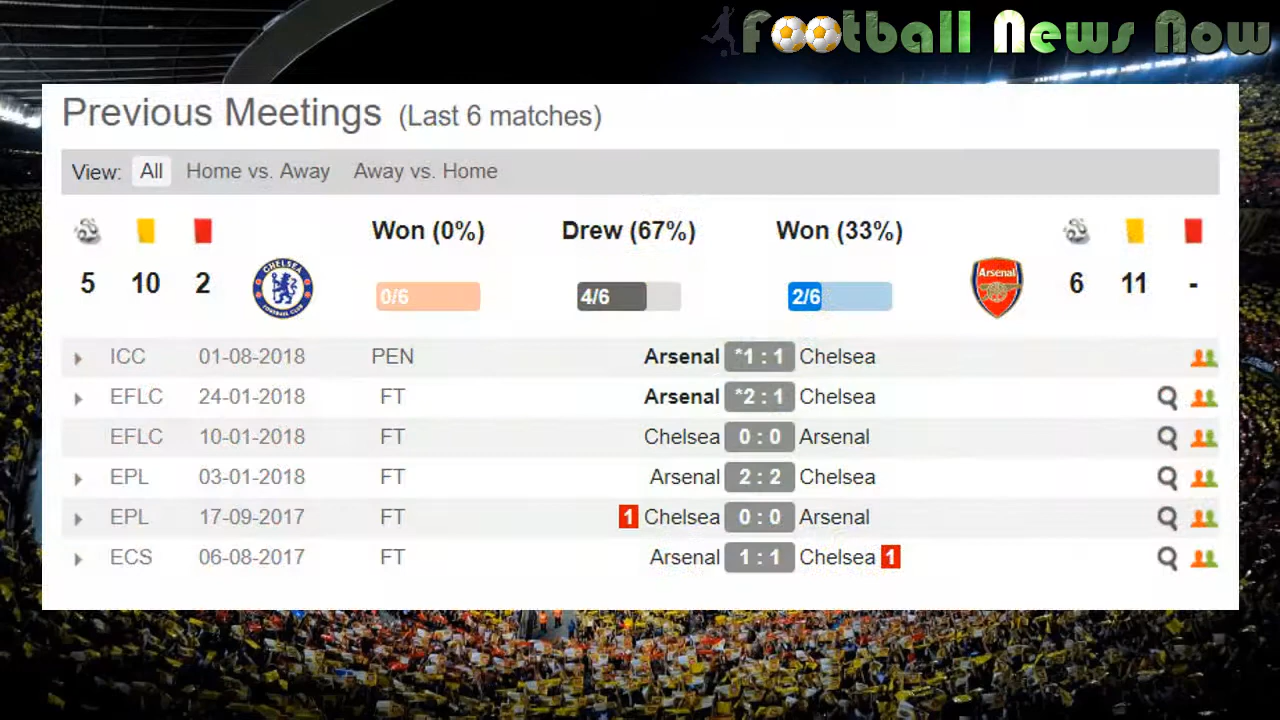 Football News Now
Previous Meetings (Last 6 matches)
View: All Home vs. Away Away vs. Home
Won (0%) Drew (67%) Won (33%)
5 10 2 CHELSEA FOOTBALL CLUB 0/6 4/6 2/6 Arsenal 6 11 -
ICC 01-08-2018 PEN Arsenal *1 : 1 Chelsea
EFLC 24-01-2018 FT Arsenal *2 : 1 Chelsea
EFLC 10-01-2018 FT Chelsea 0 : 0 Arsenal
EPL 03-01-2018 FT Arsenal 2 : 2 Chelsea
EPL 17-09-2017 FT 1 Chelsea 0 : 0 Arsenal
ECS 06-08-2017 FT Arsenal 1 : 1 Chelsea 1